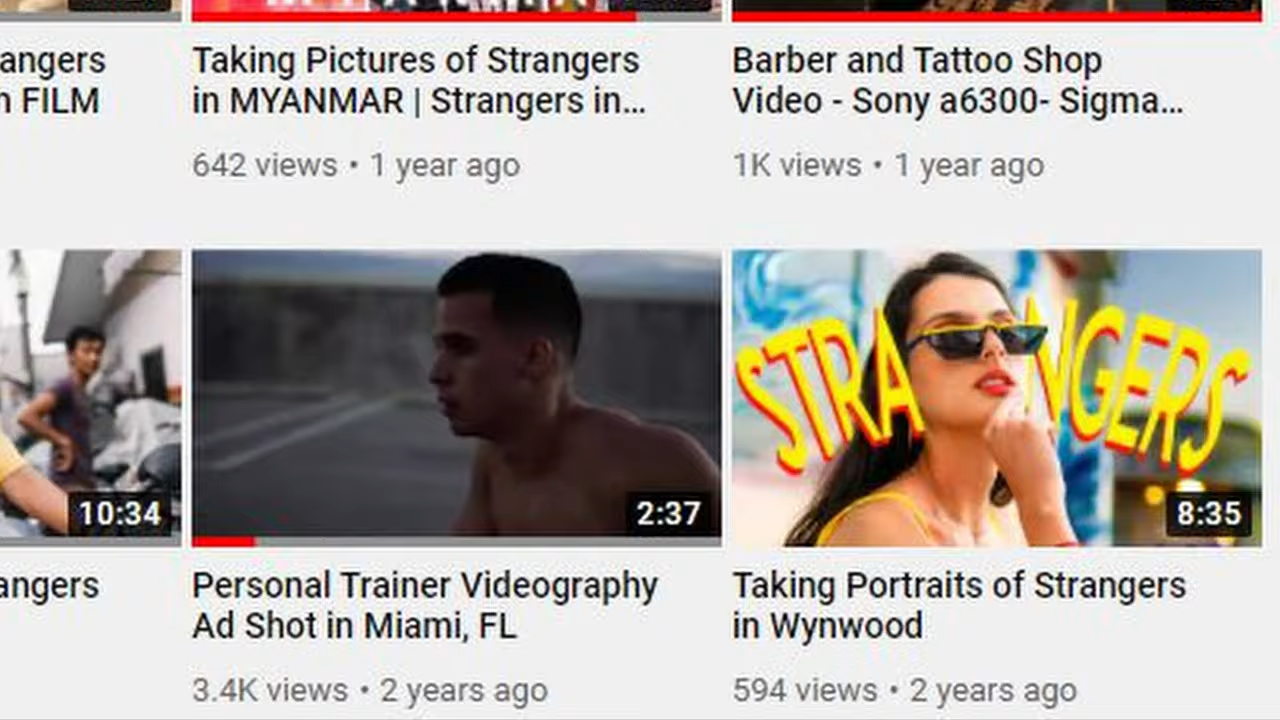 angers
FILM
Taking Pictures of Strangers
in MYANMAR | Strangers in...
642 views • 1 year ago
Barber and Tattoo Shop
Video - Sony a6300- Sigma...
1K views • 1 year ago
10:34
2:37
STRANGERS
8:35
angers
Personal Trainer Videography
Ad Shot in Miami, FL
3.4K views • 2 years ago
Taking Portraits of Strangers
in Wynwood
594 views • 2 years ago